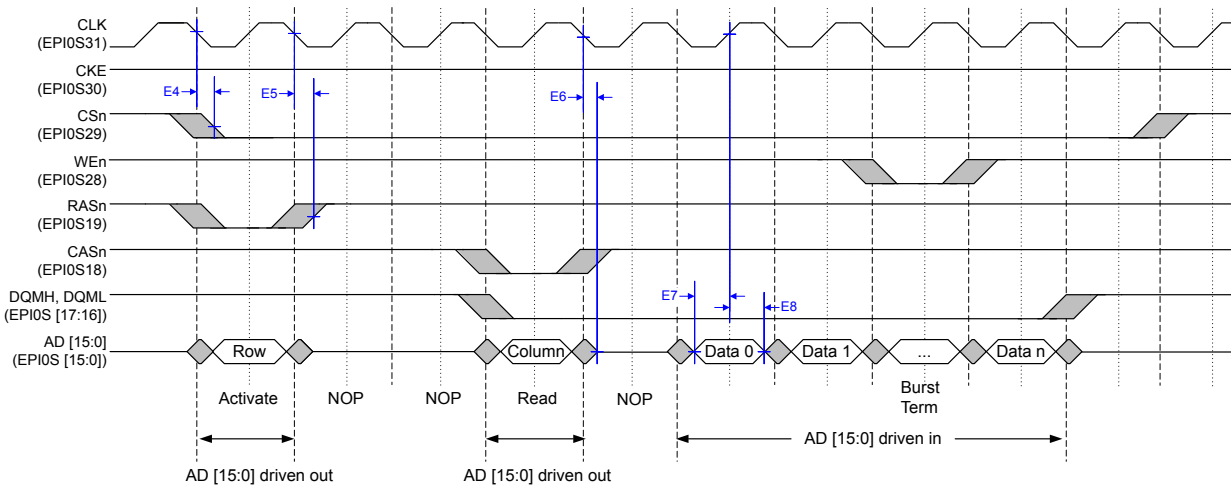 CLK
(EPI0S31)
CKE
(EPI0S30)
E4
E5
E6
CSn
(EPI0S29)
WEn
(EPI0S28)
RASn
(EPI0S19)
CASn
(EPI0S18)
DQMH, DQML
(EPI0S [17:16])
E7
E8
AD [15:0]
(EPI0S [15:0])
Row
Column
Data 0
Data 1
...
Data n
Activate
NOP
NOP
Read
NOP
Burst
Term
AD [15:0] driven in
AD [15:0] driven out
AD [15:0] driven out